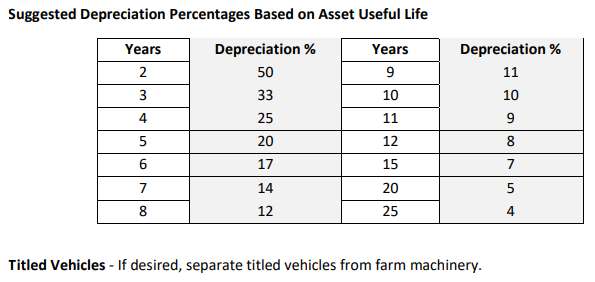 Suggested Depreciation Percentages Based on Asset Useful Life
Years Depreciation % Years Depreciation %
2 50 9 11
3 33 10 10
4 25 11 9
5 20 12 8
6 17 15 7
7 14 20 5
8 12 25 4
Titled Vehicles - If desired, separate titled vehicles from farm machinery.